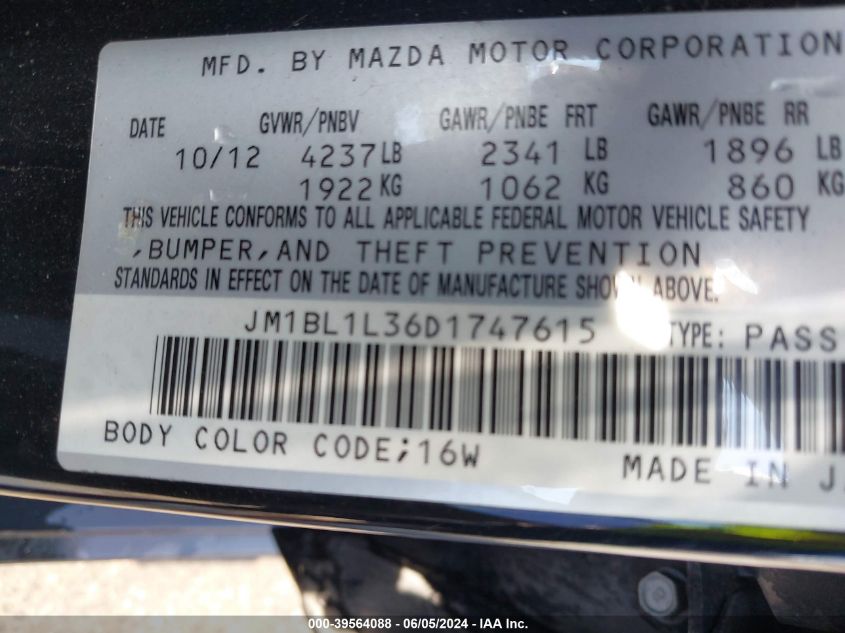 MFD. BY MAZDA MOTOR CORPORATION
DATE GVWR/PNBV GAWR/PNBE FRT GAWR/PNBE RR
10/12 4237 LB 2341 LB 1896 LB
1922 KG 1062 KG 860 KG
THIS VEHICLE CONFORMS TO ALL APPLICABLE FEDERAL MOTOR VEHICLE SAFETY
,BUMPER,AND THEFT PREVENTION
STANDARDS IN EFFECT ON THE DATE OF MANUFACTURE SHOWN ABOVE.
JM1BL1L36D1747615 TYPE: PASS
BODY COLOR CODE;16W
MADE IN J
000-39564088 - 06/05/2024 - IAA Inc.